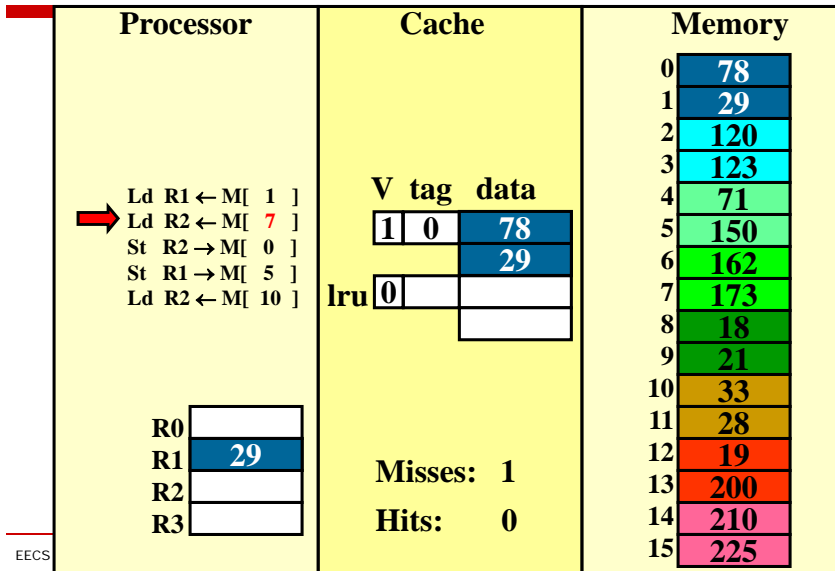 Processor
Cache
Memory
Ld R1 ← M[ 1 ]
Ld R2 ← M[ 7 ]
St R2 → M[ 0 ]
St R1 → M[ 5 ]
Ld R2 ← M[ 10 ]
R0
R1 29
R2
R3
V tag data
1 0 78
29
lru 0
Misses: 1
Hits: 0
0 78
1 29
2 120
3 123
4 71
5 150
6 162
7 173
8 18
9 21
10 33
11 28
12 19
13 200
14 210
15 225
EECS